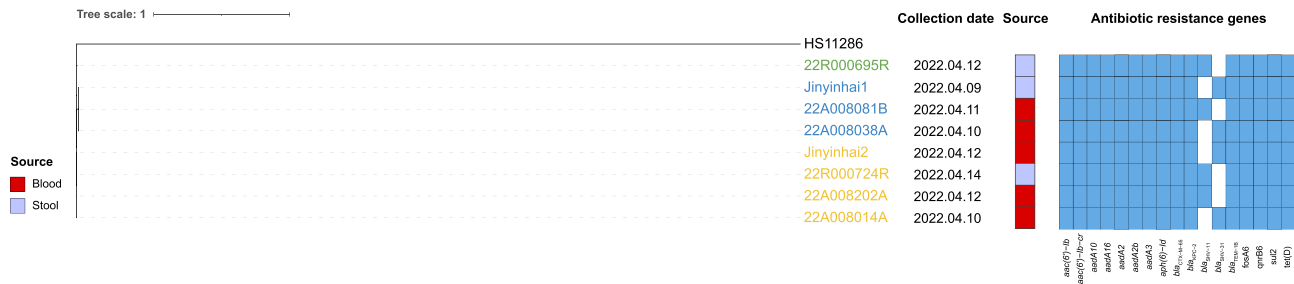 Tree scale: 1
Collection date Source Antibiotic resistance genes
HS11286
22R000695R 2022.04.12
Jinyinhai1 2022.04.09
22A008081B 2022.04.11
22A008038A 2022.04.10
Jinyinhai2 2022.04.12
22R000724R 2022.04.14
22A008202A 2022.04.12
22A008014A 2022.04.10
Source
Blood
Stool
aac(6')−Ib
aac(6')−Ib−cr
aadA10
aadA16
aadA2
aadA2b
aadA3
aph(6)−Id
blaCTX−M−65
blaKPC−2
blaSHV−11
blaSHV−31
blaTEM−1B
fosA6
qnrB6
sul2
tet(D)